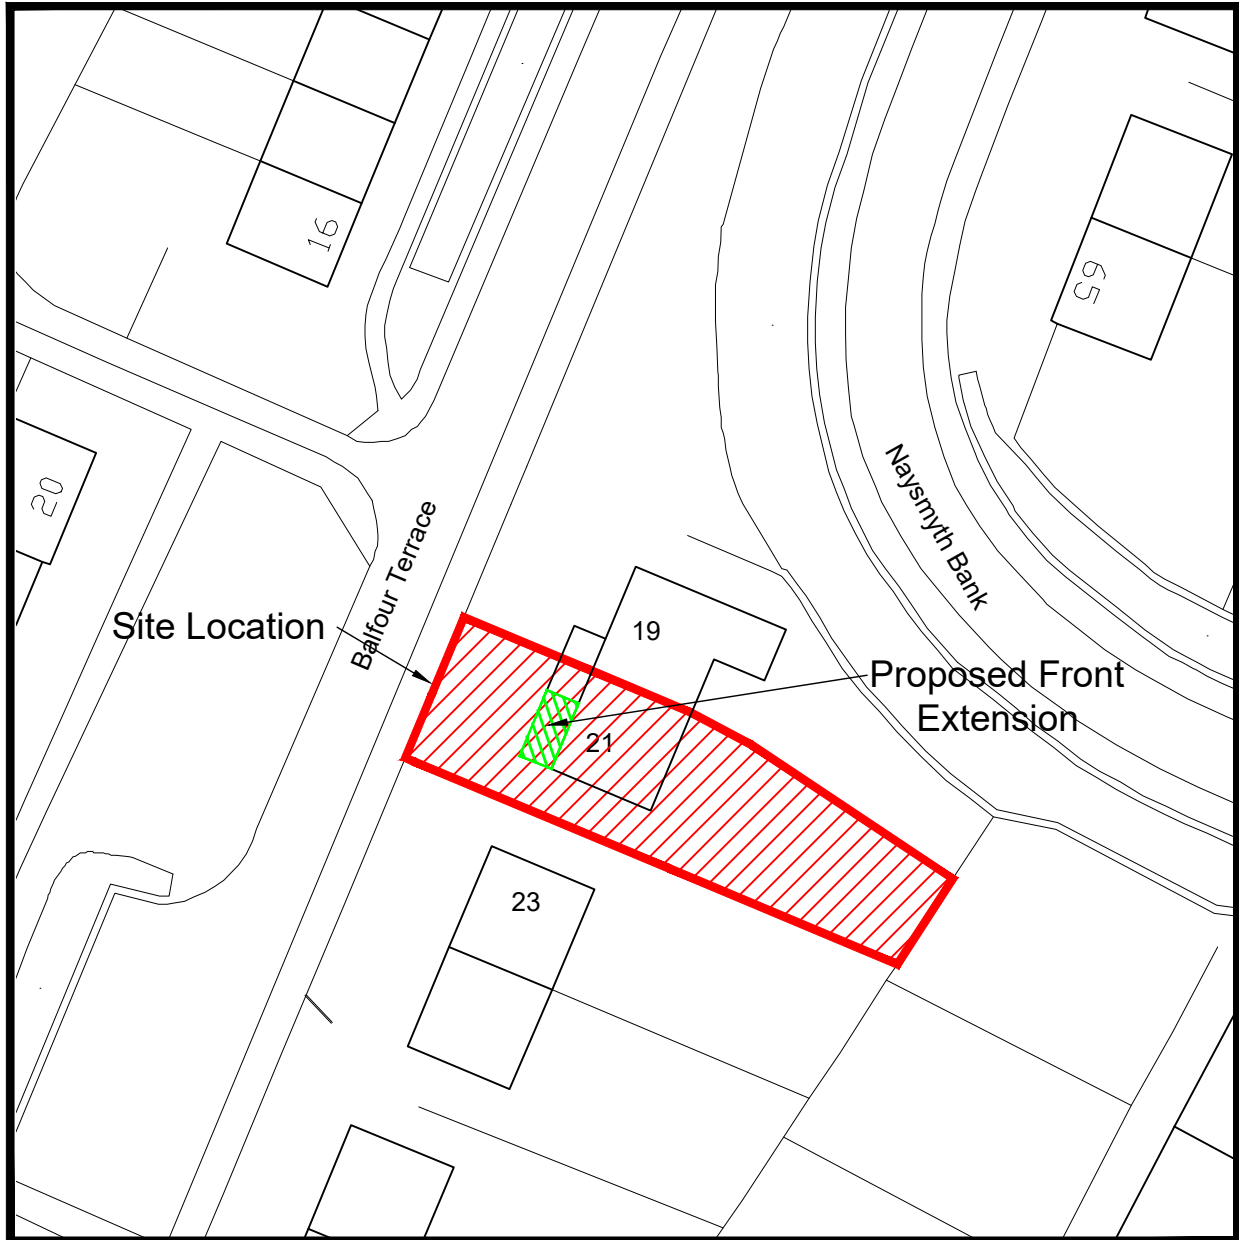 16
65
20
Naysmyth Bank
Balfour Terrace
Site Location
19
Proposed Front
Extension
21
23